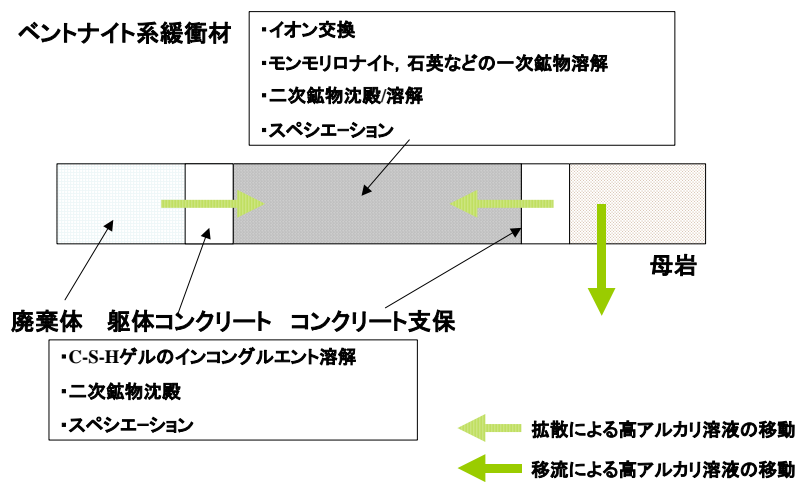 ベントナイト系緩衝材
・イオン交換
・モンモリロナイト，石英などの一次鉱物溶解
・二次鉱物沈殿/溶解
・スペシエーション
母岩
廃棄体 躯体コンクリート コンクリート支保
・C-S-Hゲルのインコングルエント溶解
・二次鉱物沈殿
・スペシエーション
拡散による高アルカリ溶液の移動
移流による高アルカリ溶液の移動